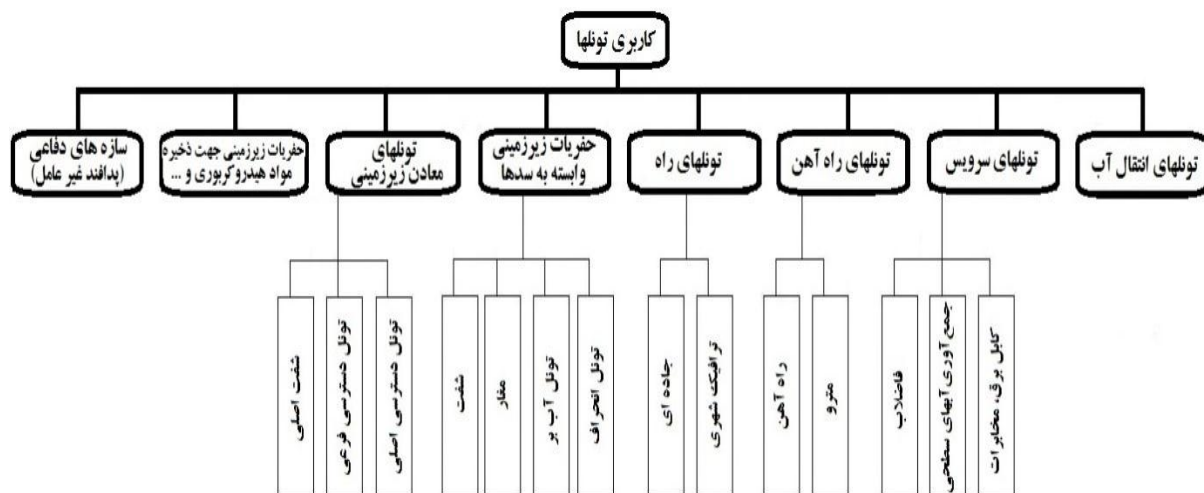 کاربری تونلها
تونلهای انتقال آب
تونلهای سرویس
تونلهای راه آهن
تونلهای راه
حفریات زیرزمینی
وابسته به سدها
تونلهای
معادن زیرزمینی
حفریات زیرزمینی جهت ذخیره
مواد هیدروکربوری و ...
سازه های دفاعی
(پدافند غیر عامل)
کابل برق، مخابرات
جمع آوری آبهای سطحی
فاضلاب
مترو
راه آهن
ترافیک شهری
جاده ای
تونل انحراف
تونل آب بر
مغار
شفت
تونل دسترسی اصلی
تونل دسترسی فرعی
شفت اصلی